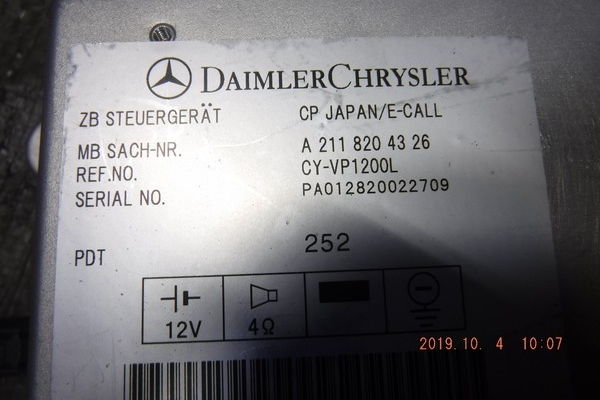 DAIMLERCHRYSLER
ZB STEUERGERÄT CP JAPAN/E-CALL
MB SACH-NR. A 211 820 43 26
REF.NO. CY-VP1200L
SERIAL NO. PA012820022709
PDT 252
12V 4Ω
2019.10. 4 10:07